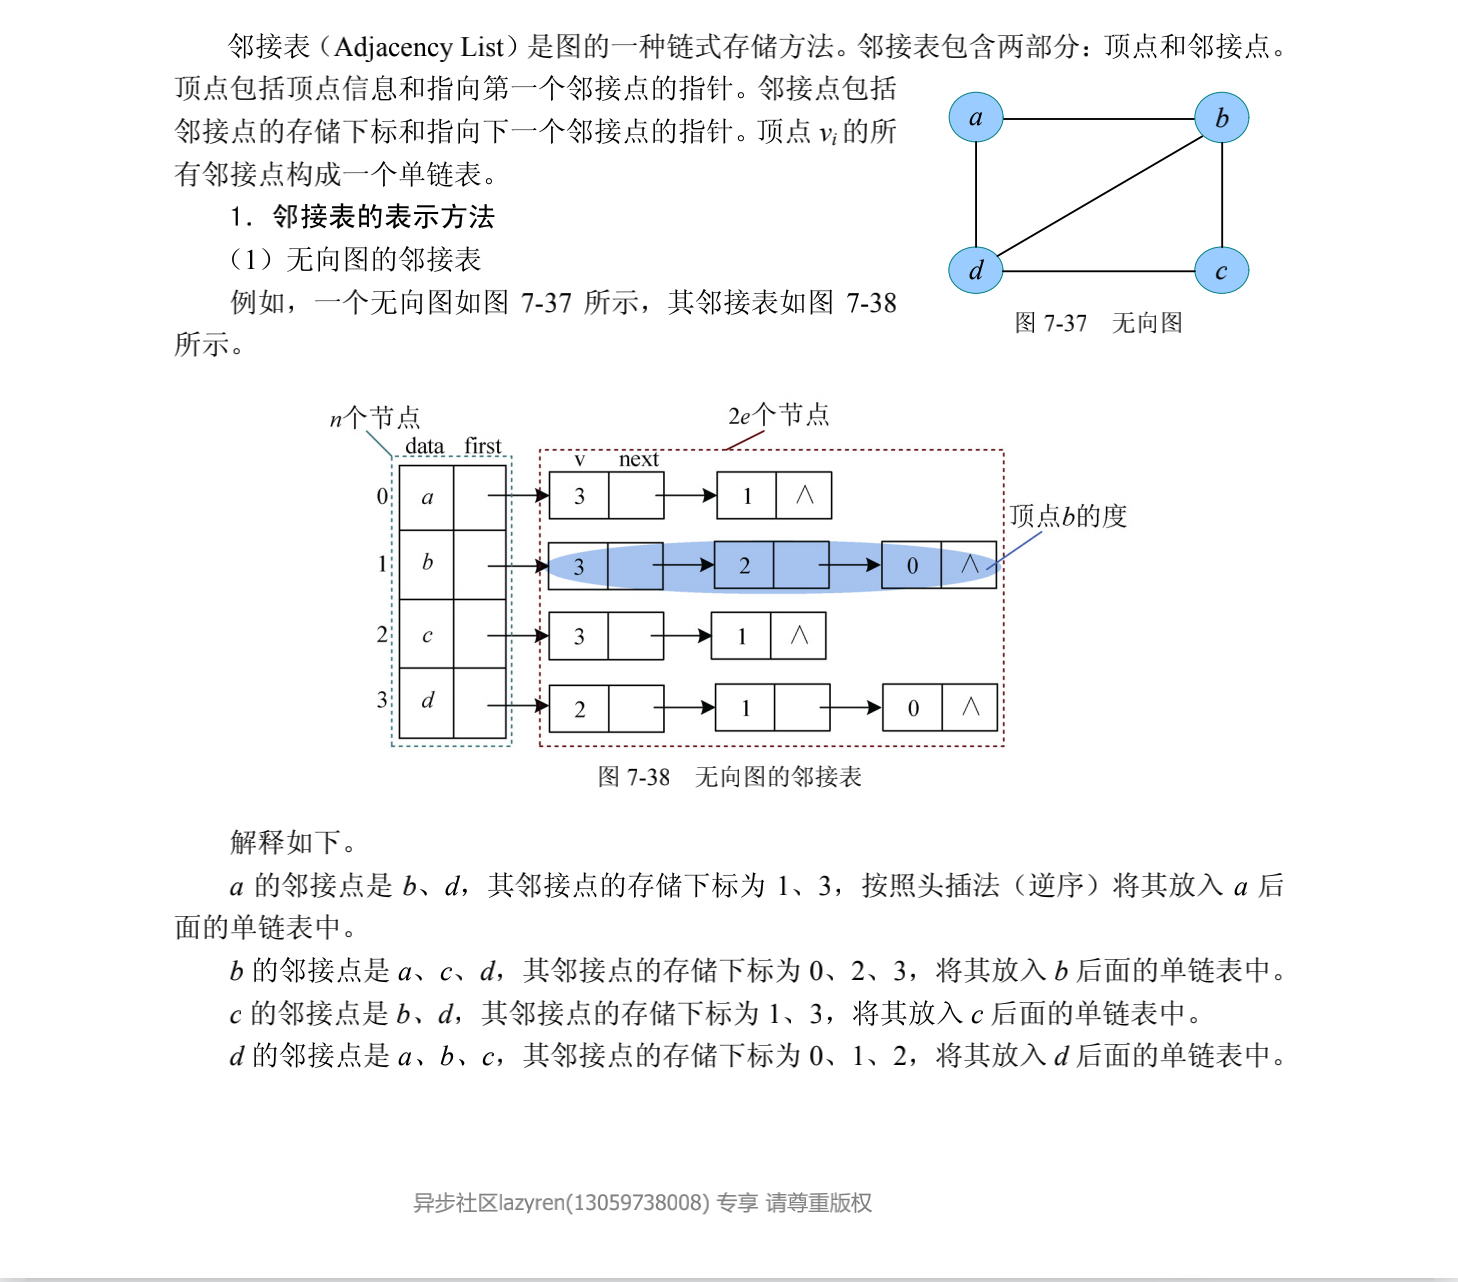 邻接表（Adjacency List）是图的一种链式存储方法。邻接表包含两部分：顶点和邻接点。
顶点包括顶点信息和指向第一个邻接点的指针。邻接点包括
邻接点的存储下标和指向下一个邻接点的指针。顶点 vi 的所
有邻接点构成一个单链表。
1．邻接表的表示方法
（1）无向图的邻接表
例如，一个无向图如图 7-37 所示，其邻接表如图 7-38
所示。
a b
d c
图 7-37 无向图
n个节点 2e个节点
data first v next
0 a 3 1 ∧
顶点b的度
1 b 3 2 0 ∧
2 c 3 1 ∧
3 d 2 1 0 ∧
图 7-38 无向图的邻接表
解释如下。
a 的邻接点是 b、d，其邻接点的存储下标为 1、3，按照头插法（逆序）将其放入 a 后
面的单链表中。
b 的邻接点是 a、c、d，其邻接点的存储下标为 0、2、3，将其放入 b 后面的单链表中。
c 的邻接点是 b、d，其邻接点的存储下标为 1、3，将其放入 c 后面的单链表中。
d 的邻接点是 a、b、c，其邻接点的存储下标为 0、1、2，将其放入 d 后面的单链表中。
异步社区lazyren(13059738008) 专享 请尊重版权